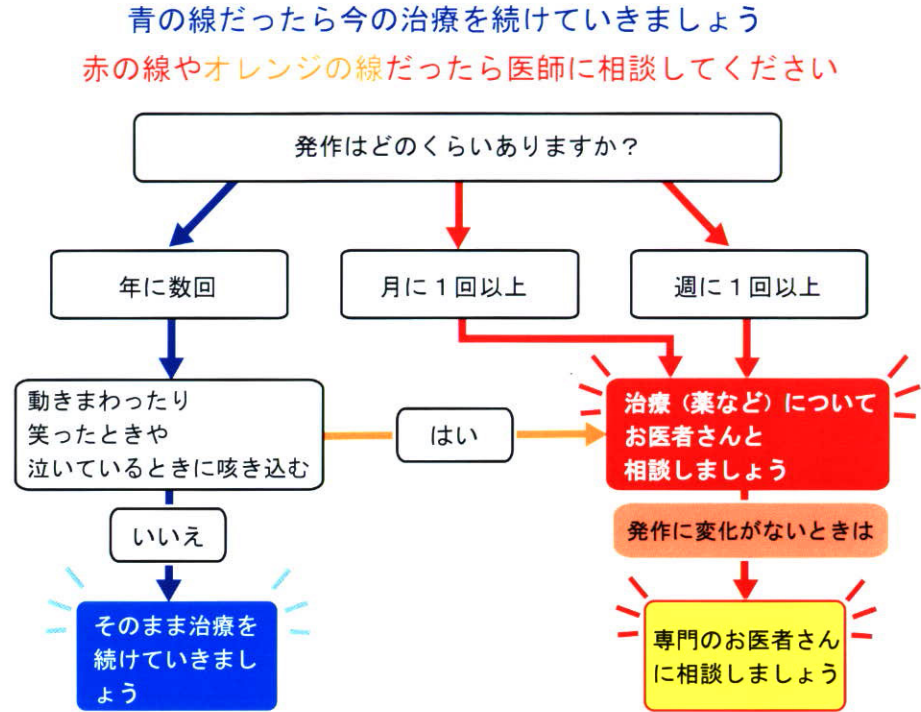 青の線だったら今の治療を続けていきましょう
赤の線やオレンジの線だったら医師に相談してください
発作はどのくらいありますか？
年に数回
月に１回以上
週に１回以上
動きまわったり
笑ったときや
泣いているときに咳き込む
はい
治療（薬など）について
お医者さんと
相談しましょう
いいえ
発作に変化がないときは
そのまま治療を
続けていきまし
ょう
専門のお医者さん
に相談しましょう